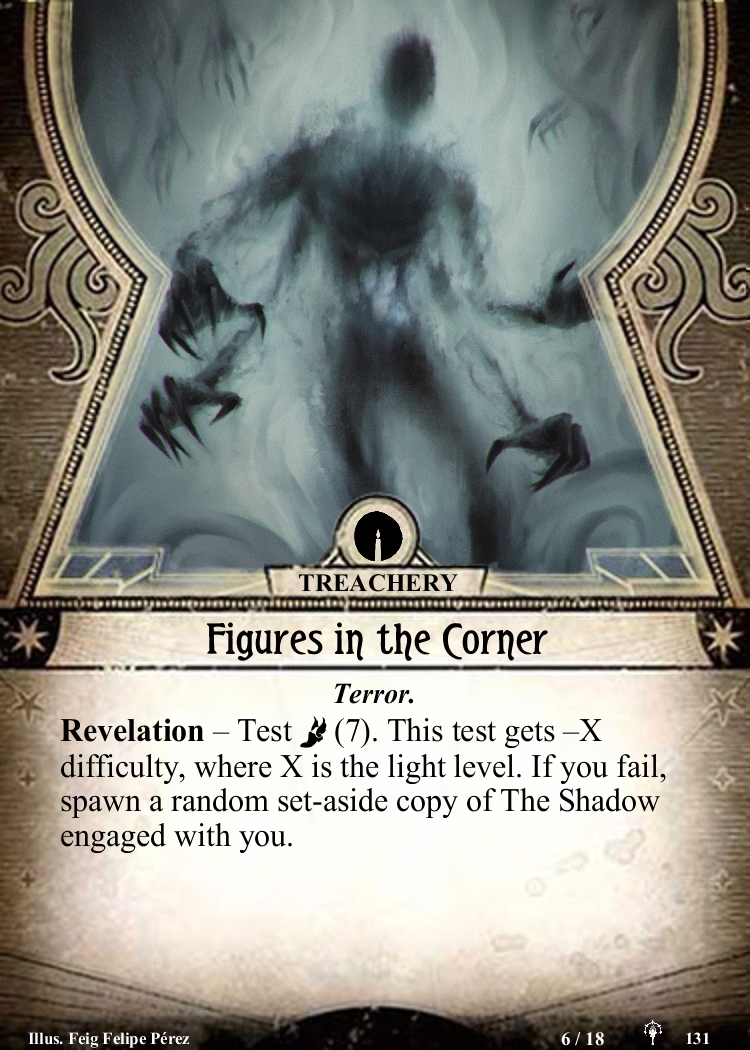 TREACHERY
Figures in the Corner
Terror.
Revelation – Test (7). This test gets –X
difficulty, where X is the light level. If you fail,
spawn a random set-aside copy of The Shadow
engaged with you.
Illus. Feig Felipe Pérez 6 / 18 131